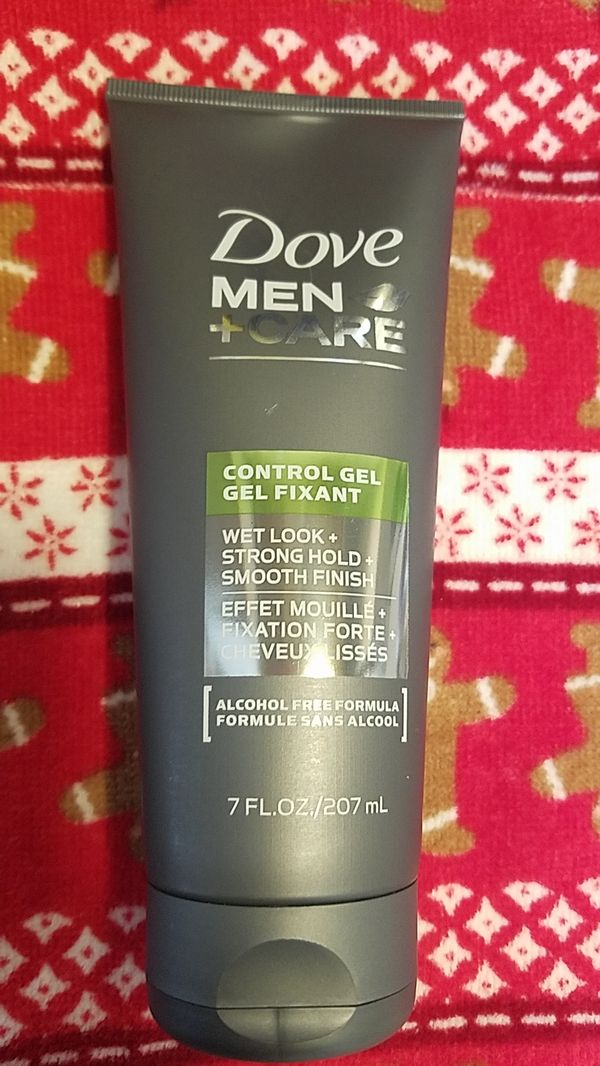 Dove
MEN
+CARE
CONTROL GEL
GEL FIXANT
WET LOOK +
STRONG HOLD +
SMOOTH FINISH
EFFET MOUILLÉ +
FIXATION FORTE +
CHEVEUX LISSÉS
[ALCOHOL FREE FORMULA
FORMULE SANS ALCOOL]
7 FL.OZ./207 mL